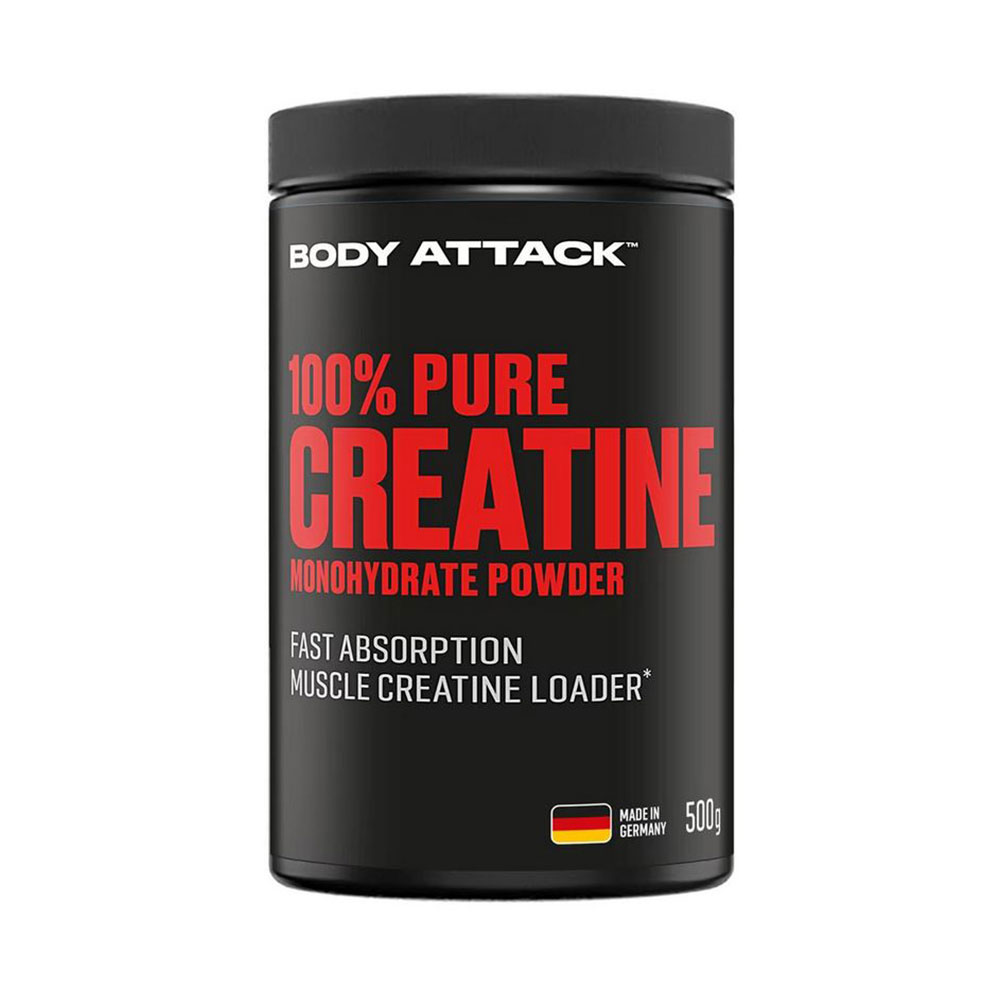 BODY ATTACK™
100% PURE
CREATINE
MONOHYDRATE POWDER
FAST ABSORPTION
MUSCLE CREATINE LOADER*
MADE IN
GERMANY
500g